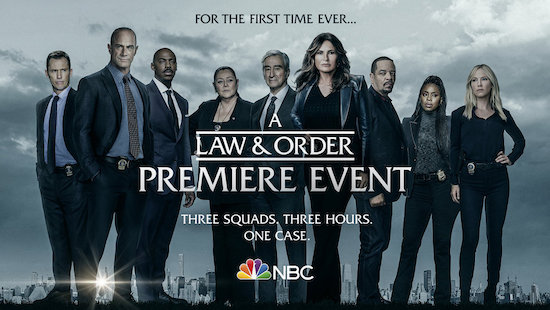 FOR THE FIRST TIME EVER...
A
LAW & ORDER
PREMIERE EVENT
THREE SQUADS. THREE HOURS.
ONE CASE.
NBC